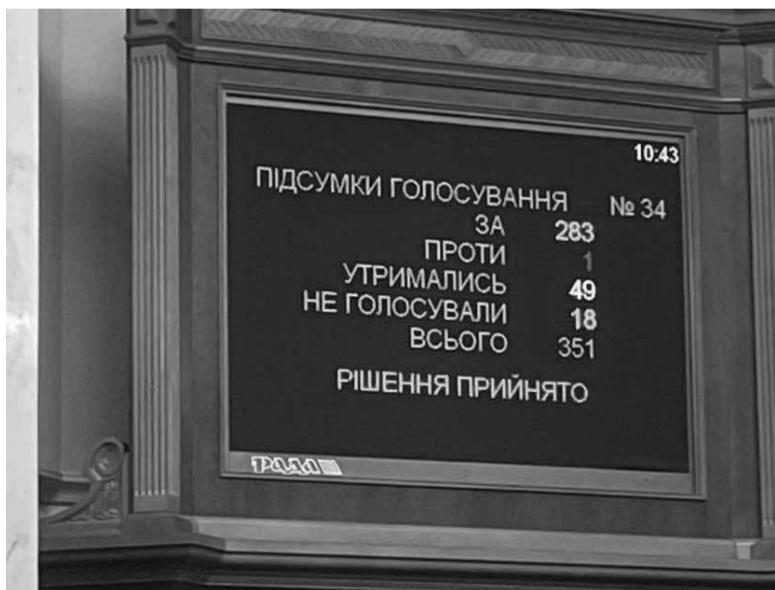 10:43
ПІДСУМКИ ГОЛОСУВАННЯ № 34
ЗА 283
ПРОТИ 1
УТРИМАЛИСЬ 49
НЕ ГОЛОСУВАЛИ 18
ВСЬОГО 351
РІШЕННЯ ПРИЙНЯТО
РАДА